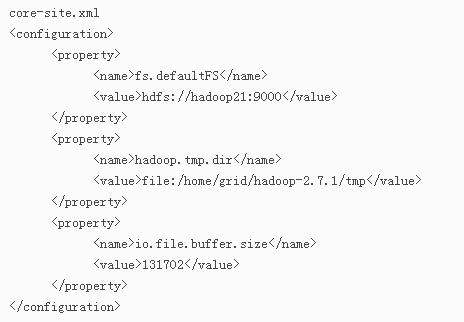 core-site.xml
<configuration>
<property>
<name>fs.defaultFS</name>
<value>hdfs://hadoop21:9000</value>
</property>
<property>
<name>hadoop.tmp.dir</name>
<value>file:/home/grid/hadoop-2.7.1/tmp</value>
</property>
<property>
<name>io.file.buffer.size</name>
<value>131702</value>
</property>
</configuration>